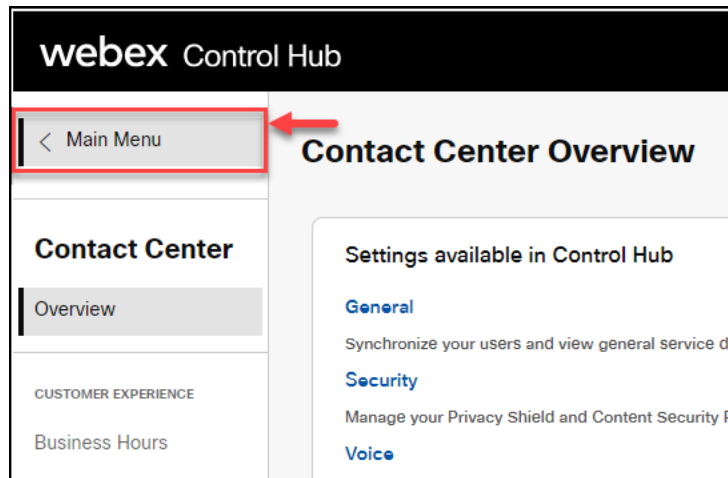 webex Control Hub
Main Menu
Contact Center Overview
Contact Center
Overview
CUSTOMER EXPERIENCE
Business Hours
Settings available in Control Hub
General
Synchronize your users and view general service d
Security
Manage your Privacy Shield and Content Security
Voice